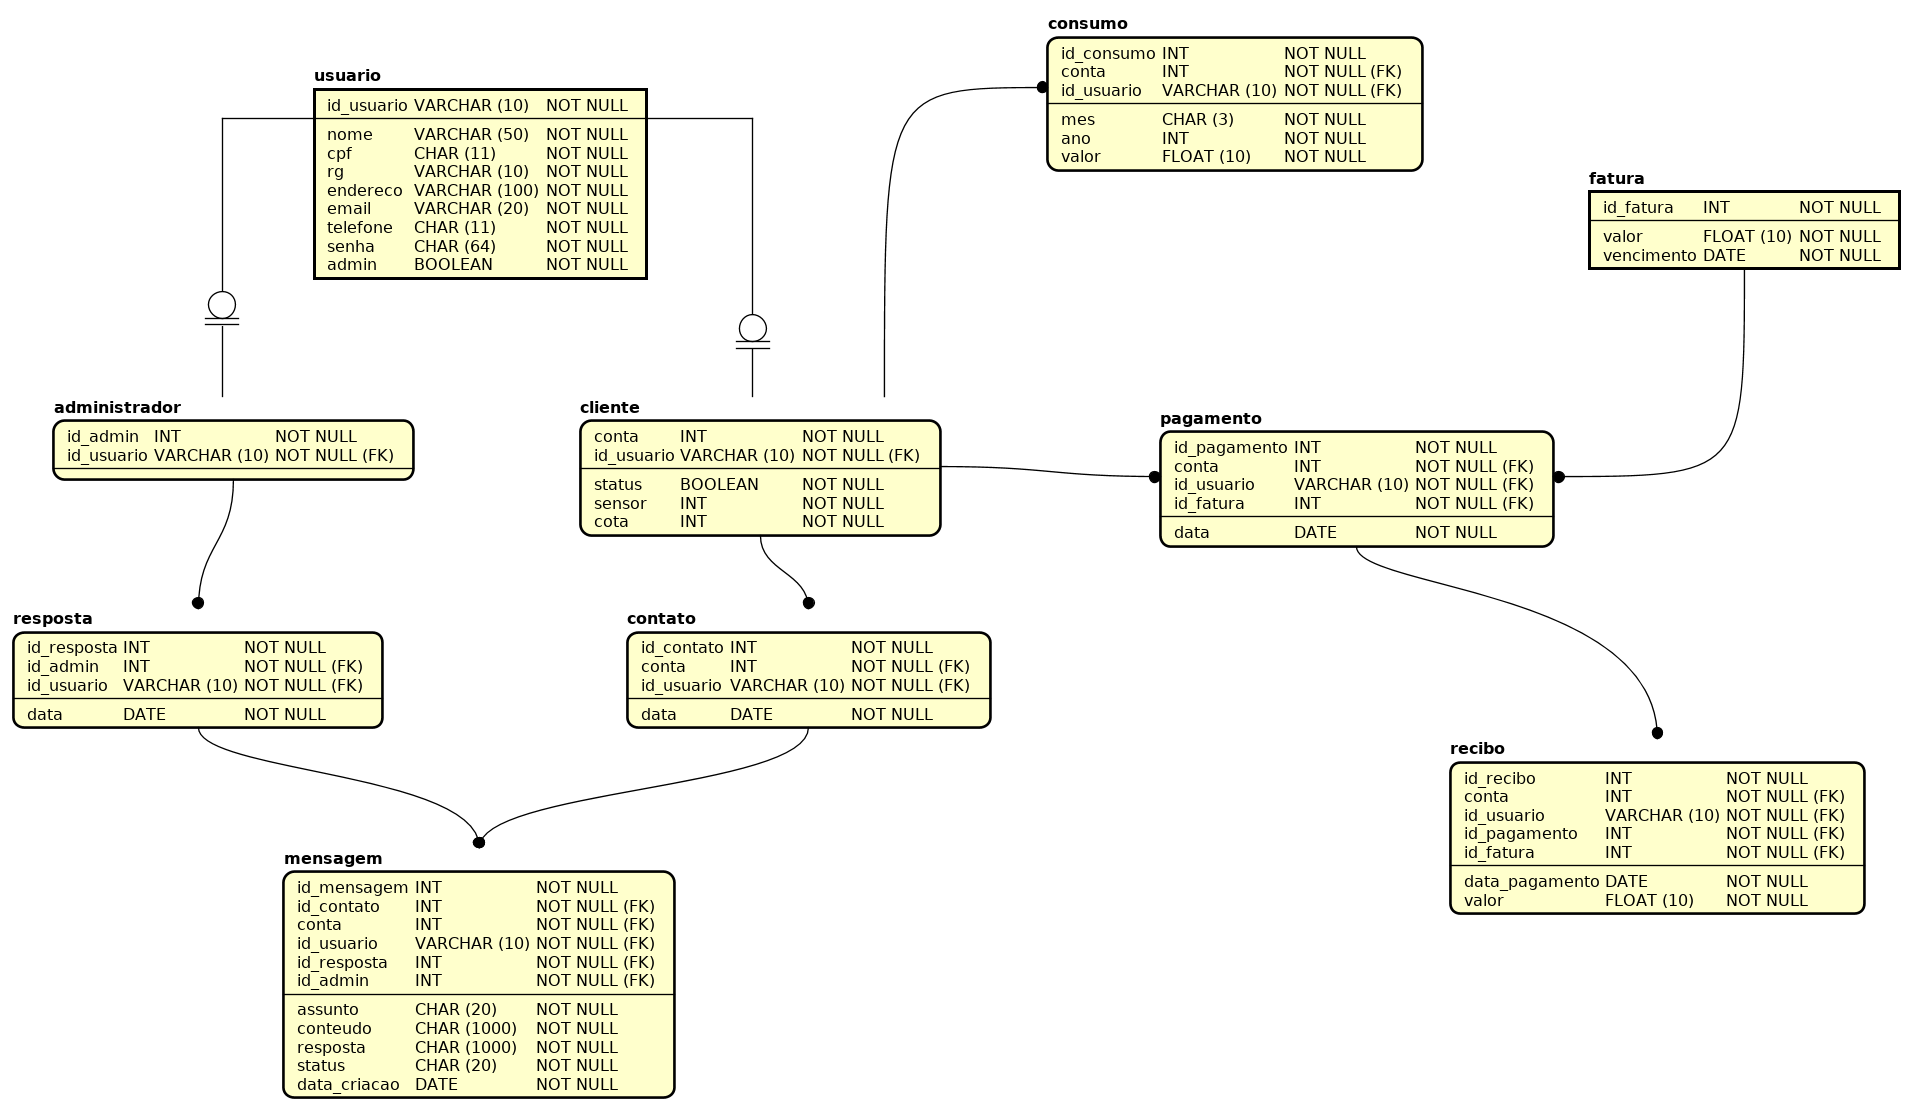 consumo
id_consumo INT NOT NULL
conta INT NOT NULL (FK)
id_usuario VARCHAR (10) NOT NULL (FK)
mes CHAR (3) NOT NULL
ano INT NOT NULL
valor FLOAT (10) NOT NULL
usuario
id_usuario VARCHAR (10) NOT NULL
nome VARCHAR (50) NOT NULL
cpf CHAR (11) NOT NULL
rg VARCHAR (10) NOT NULL
endereco VARCHAR (100) NOT NULL
email VARCHAR (20) NOT NULL
telefone CHAR (11) NOT NULL
senha CHAR (64) NOT NULL
admin BOOLEAN NOT NULL
fatura
id_fatura INT NOT NULL
valor FLOAT (10) NOT NULL
vencimento DATE NOT NULL
administrador
id_admin INT NOT NULL
id_usuario VARCHAR (10) NOT NULL (FK)
cliente
conta INT NOT NULL
id_usuario VARCHAR (10) NOT NULL (FK)
status BOOLEAN NOT NULL
sensor INT NOT NULL
cota INT NOT NULL
pagamento
id_pagamento INT NOT NULL
conta INT NOT NULL (FK)
id_usuario VARCHAR (10) NOT NULL (FK)
id_fatura INT NOT NULL (FK)
data DATE NOT NULL
resposta
id_resposta INT NOT NULL
id_admin INT NOT NULL (FK)
id_usuario VARCHAR (10) NOT NULL (FK)
data DATE NOT NULL
contato
id_contato INT NOT NULL
conta INT NOT NULL (FK)
id_usuario VARCHAR (10) NOT NULL (FK)
data DATE NOT NULL
recibo
id_recibo INT NOT NULL
conta INT NOT NULL (FK)
id_usuario VARCHAR (10) NOT NULL (FK)
id_pagamento INT NOT NULL (FK)
id_fatura INT NOT NULL (FK)
data_pagamento DATE NOT NULL
valor FLOAT (10) NOT NULL
mensagem
id_mensagem INT NOT NULL
id_contato INT NOT NULL (FK)
conta INT NOT NULL (FK)
id_usuario VARCHAR (10) NOT NULL (FK)
id_resposta INT NOT NULL (FK)
id_admin INT NOT NULL (FK)
assunto CHAR (20) NOT NULL
conteudo CHAR (1000) NOT NULL
resposta CHAR (1000) NOT NULL
status CHAR (20) NOT NULL
data_criacao DATE NOT NULL